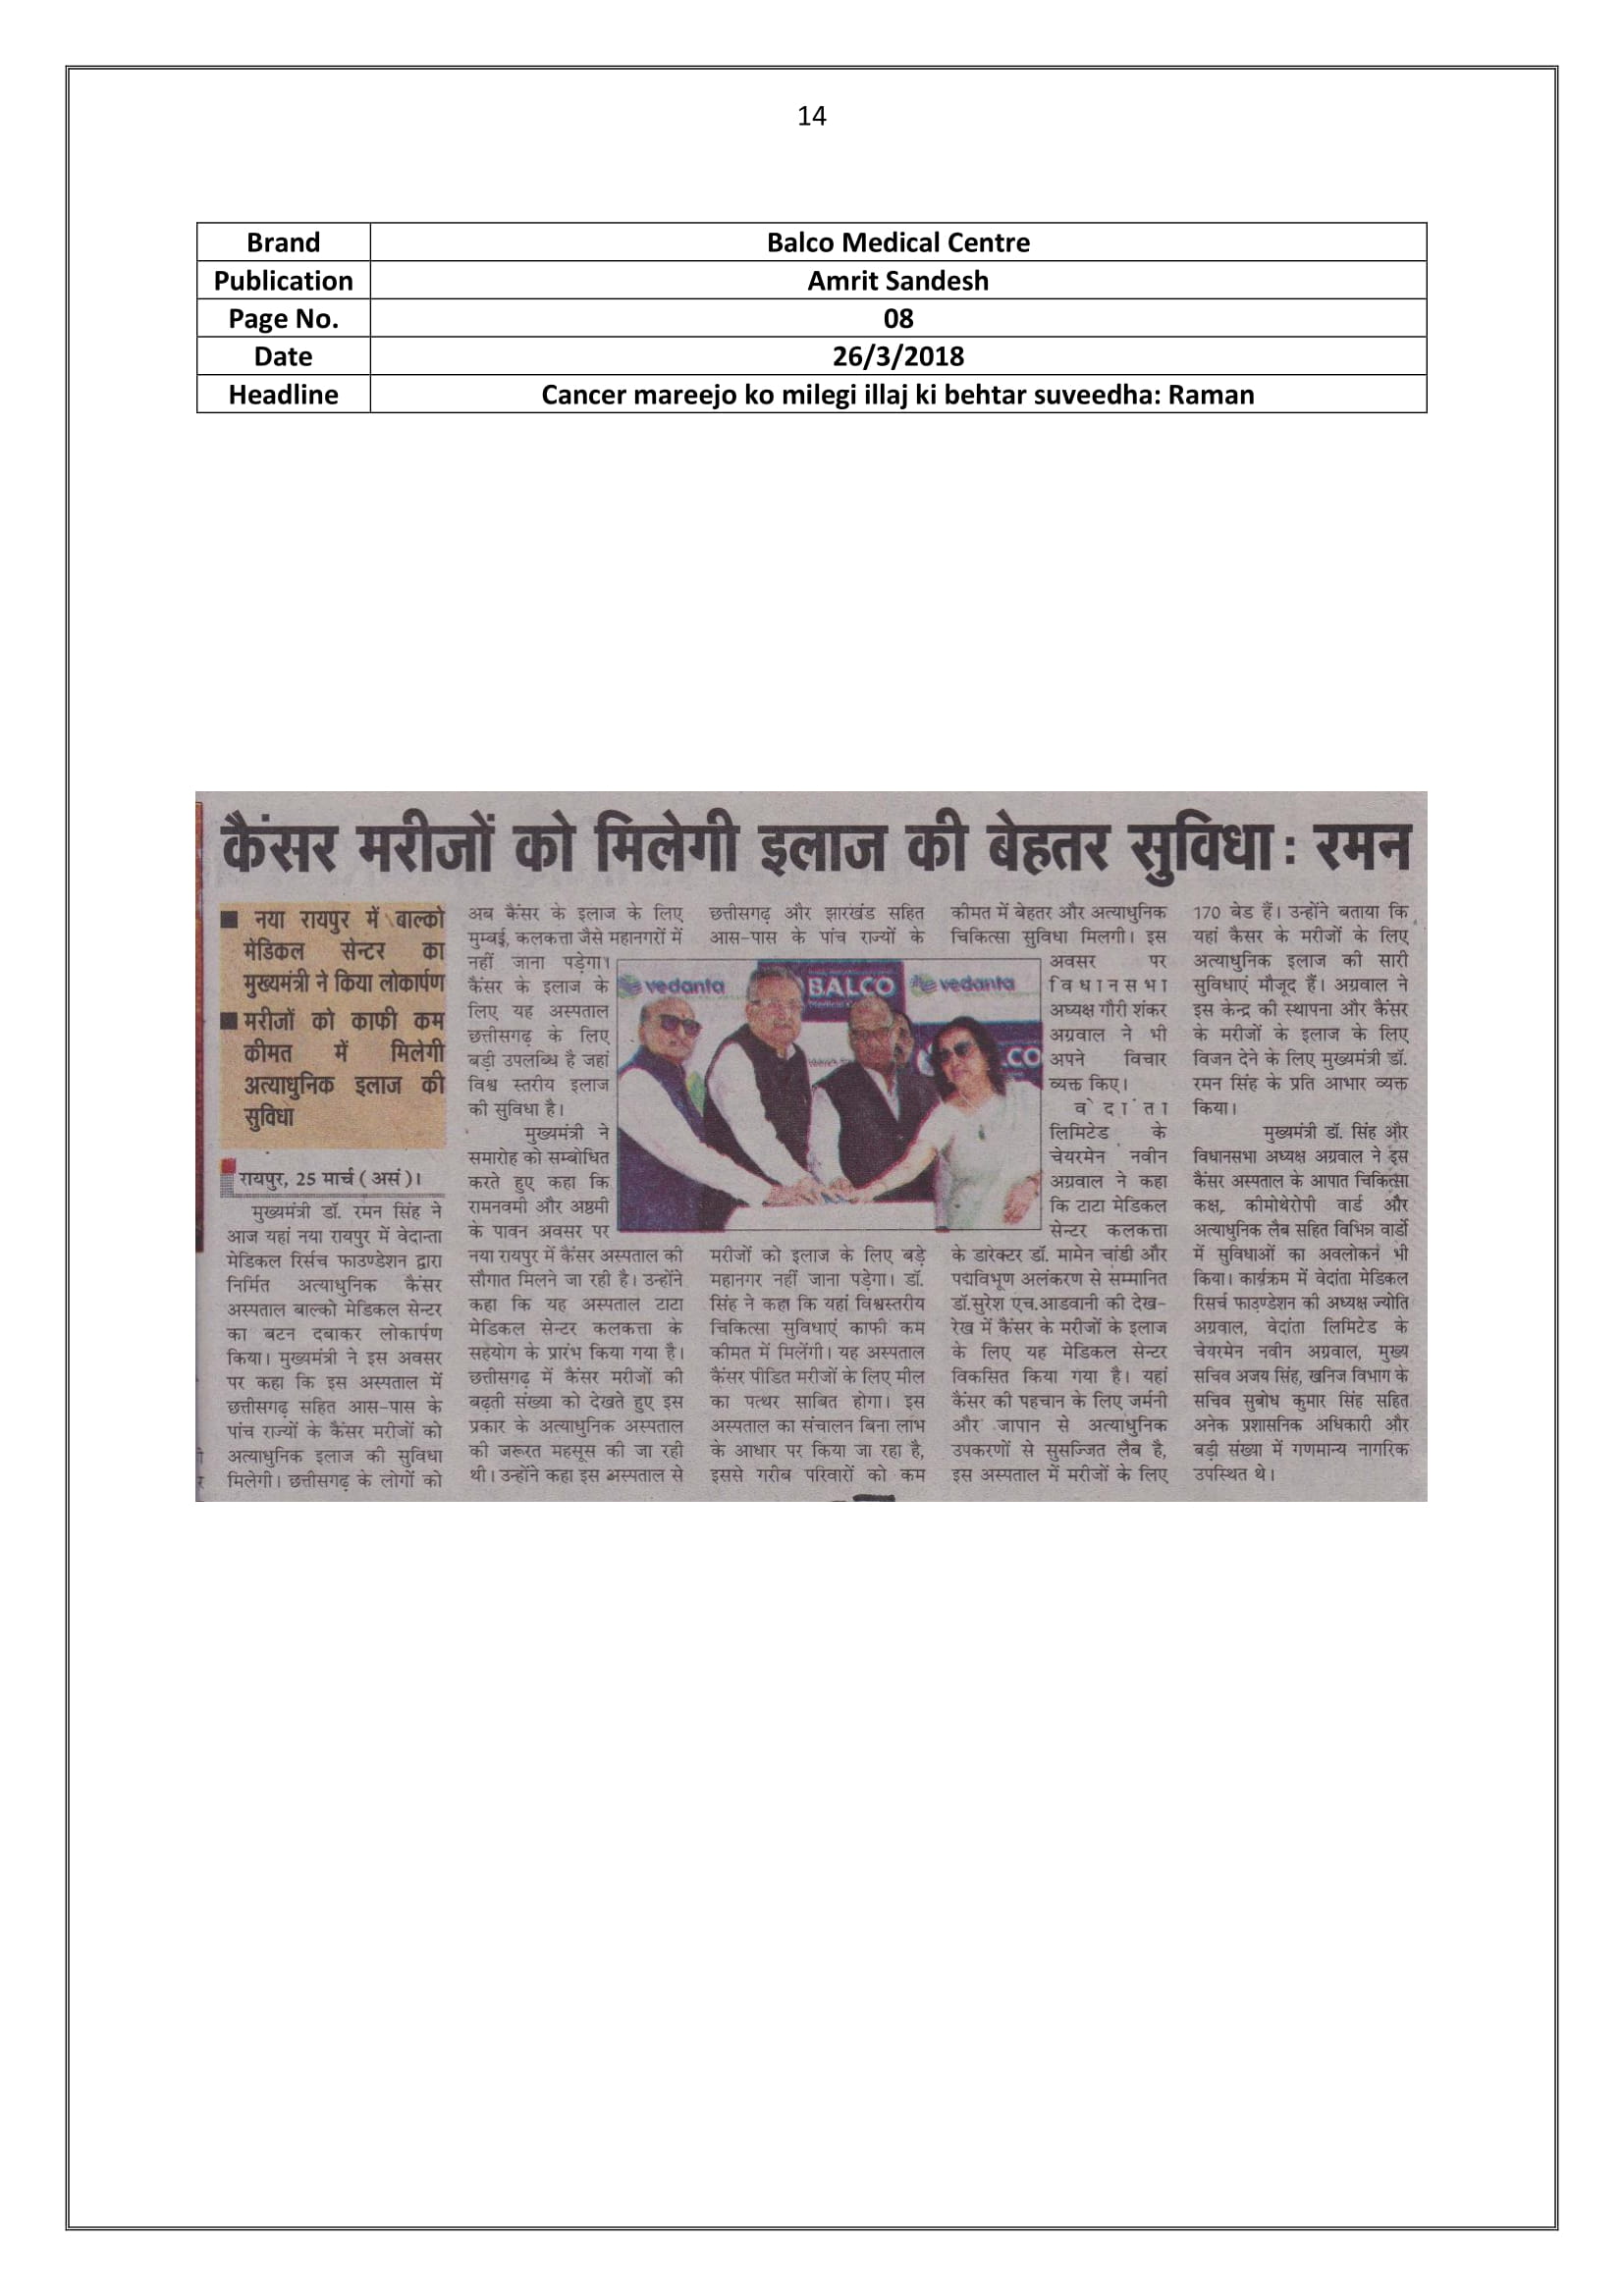 14
Brand Balco Medical Centre
Publication Amrit Sandesh
Page No. 08
Date 26/3/2018
Headline Cancer mareejo ko milegi illaj ki behtar suveedha: Raman
कैंसर मरीजों को मिलेगी इलाज की बेहतर सुविधा : रमन
■ नया रायपुर में बाल्को
मेडिकल सेन्टर का
मुख्यमंत्री ने किया लोकार्पण
■ मरीजों को काफी कम
कीमत में मिलेगी
अत्याधुनिक इलाज की
सुविधा
रायपुर, 25 मार्च ( असं )।
मुख्यमंत्री डॉ. रमन सिंह ने
आज यहां नया रायपुर में वेदान्ता
मेडिकल रिर्सच फाउण्डेशन द्वारा
निर्मित अत्याधुनिक कैंसर
अस्पताल बाल्को मेडिकल सेन्टर
का बटन दबाकर लोकार्पण
किया। मुख्यमंत्री ने इस अवसर
पर कहा कि इस अस्पताल में
छत्तीसगढ़ सहित आस-पास के
पांच राज्यों के कैंसर मरीजों को
अत्याधुनिक इलाज की सुविधा
मिलेगी। छत्तीसगढ़ के लोगों को
अब कैंसर के इलाज के लिए
मुम्बई, कलकत्ता जैसे महानगरों में
नहीं जाना पड़ेगा।
कैंसर के इलाज के
लिए यह अस्पताल
छत्तीसगढ़ के लिए
बड़ी उपलब्धि है जहां
विश्व स्तरीय इलाज
की सुविधा है।
मुख्यमंत्री ने
समारोह को सम्बोधित
करते हुए कहा कि
रामनवमी और अष्ठमी
के पावन अवसर पर
नया रायपुर में कैंसर अस्पताल की
सौगात मिलने जा रही है। उन्होंने
कहा कि यह अस्पताल टाटा
मेडिकल सेन्टर कलकत्ता के
सहयोग के प्रारंभ किया गया है।
छत्तीसगढ़ में कैंसर मरीजों की
बढ़ती संख्या को देखते हुए इस
प्रकार के अत्याधुनिक अस्पताल
की जरूरत महसूस की जा रही
थी। उन्होंने कहा इस अस्पताल से
छत्तीसगढ़ और झारखंड सहित
आस-पास के पांच राज्यों के
vedanta BALCO vedanta
CO
मरीजों को इलाज के लिए बड़े
महानगर नहीं जाना पड़ेगा। डॉ.
सिंह ने कहा कि यहां विश्वस्तरीय
चिकित्सा सुविधाएं काफी कम
कीमत में मिलेंगी। यह अस्पताल
कैंसर पीडित मरीजों के लिए मील
का पत्थर साबित होगा। इस
अस्पताल का संचालन बिना लाभ
के आधार पर किया जा रहा है,
इससे गरीब परिवारों को कम
कीमत में बेहतर और अत्याधुनिक
चिकित्सा सुविधा मिलगी। इस
अवसर पर
विधानसभा
अध्यक्ष गौरी शंकर
अग्रवाल ने भी
अपने विचार
व्यक्त किए।
वेदांता
लिमिटेड के
चेयरमेन नवीन
अग्रवाल ने कहा
कि टाटा मेडिकल
सेन्टर कलकत्ता
के डारेक्टर डॉ. मामेन चांडी और
पद्मविभूण अलंकरण से सम्मानित
डॉ.सुरेश एच.आडवानी की देख-
रेख में कैंसर के मरीजों के इलाज
के लिए यह मेडिकल सेन्टर
विकसित किया गया है। यहां
कैंसर की पहचान के लिए जर्मनी
और जापान से अत्याधुनिक
उपकरणों से सुसज्जित लैब है,
इस अस्पताल में मरीजों के लिए
170 बेड हैं। उन्होंने बताया कि
यहां कैसर के मरीजों के लिए
अत्याधुनिक इलाज की सारी
सुविधाएं मौजूद हैं। अग्रवाल ने
इस केन्द्र की स्थापना और कैंसर
के मरीजों के इलाज के लिए
विजन देने के लिए मुख्यमंत्री डॉ.
रमन सिंह के प्रति आभार व्यक्त
किया।
मुख्यमंत्री डॉ. सिंह और
विधानसभा अध्यक्ष अग्रवाल ने इस
कैंसर अस्पताल के आपात चिकित्सा
कक्ष, कीमोथेरोपी वार्ड और
अत्याधुनिक लैब सहित विभिन्न वार्डो
में सुविधाओं का अवलोकन भी
किया। कार्यक्रम में वेदांता मेडिकल
रिसर्च फाउण्डेशन की अध्यक्ष ज्योति
अग्रवाल, वेदांता लिमिटेड के
चेयरमेन नवीन अग्रवाल, मुख्य
सचिव अजय सिंह, खनिज विभाग के
सचिव सुबोध कुमार सिंह सहित
अनेक प्रशासनिक अधिकारी और
बड़ी संख्या में गणमान्य नागरिक
उपस्थित थे।